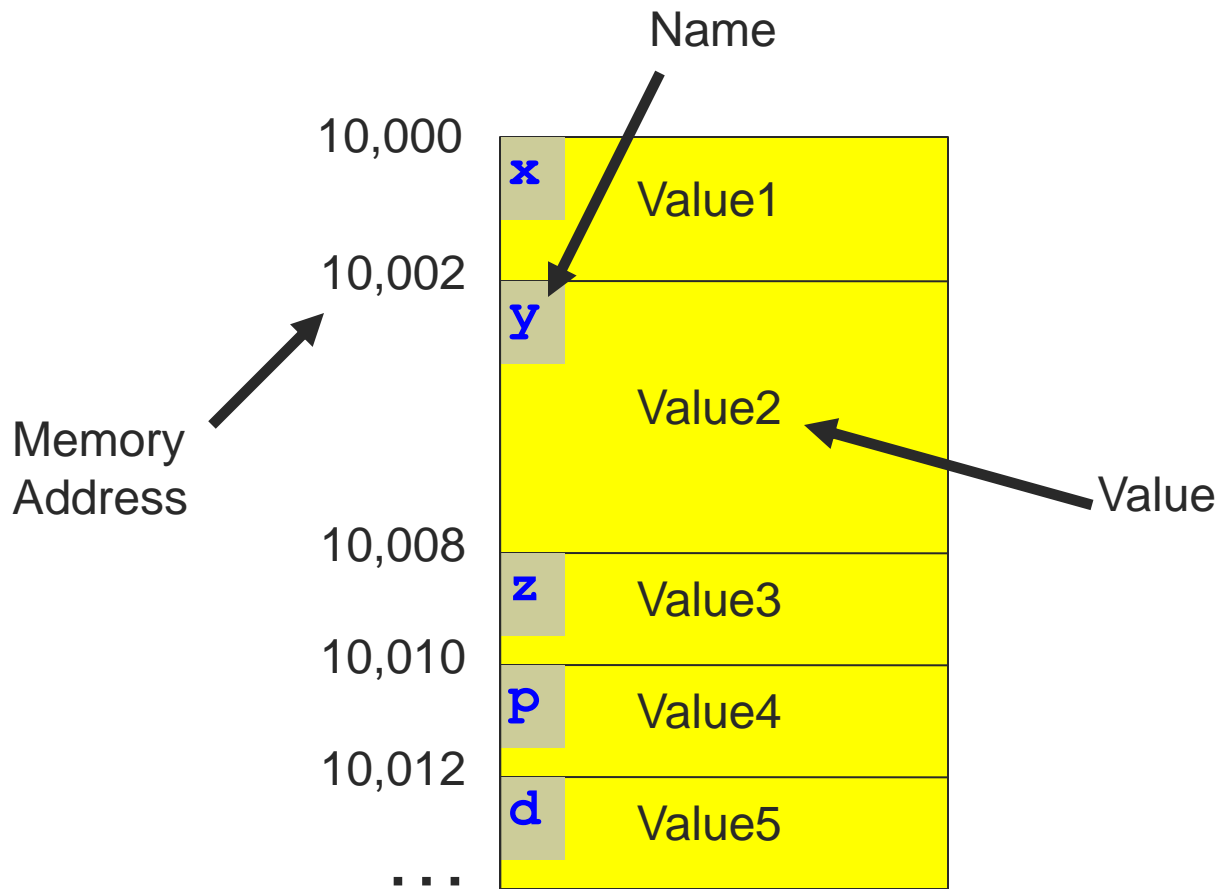 Name
10,000
x
Value1
10,002
y
Value2
Memory
Address
Value
10,008
z
Value3
10,010
p
Value4
10,012
d
Value5
...